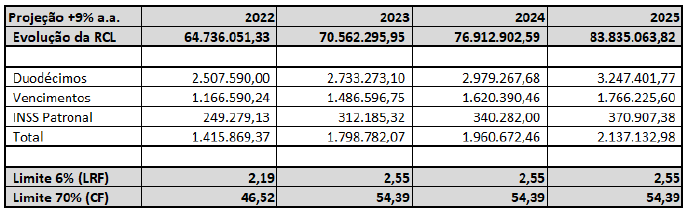 Projeção +9% a.a. 2022 2023 2024 2025
Evolução da RCL 64.736.051,33 70.562.295,95 76.912.902,59 83.835.063,82
Duodécimos 2.507.590,00 2.733.273,10 2.979.267,68 3.247.401,77
Vencimentos 1.166.590,24 1.486.596,75 1.620.390,46 1.766.225,60
INSS Patronal 249.279,13 312.185,32 340.282,00 370.907,38
Total 1.415.869,37 1.798.782,07 1.960.672,46 2.137.132,98
Limite 6% (LRF) 2,19 2,55 2,55 2,55
Limite 70% (CF) 46,52 54,39 54,39 54,39